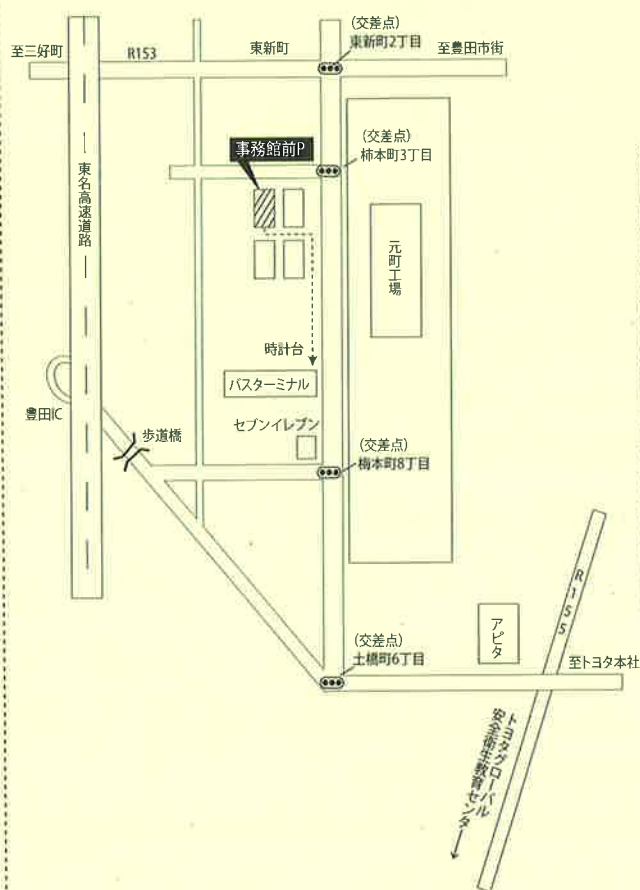 (交差点)
東新町2丁目
至三好町
R153
東新町
至豊田市街
(交差点)
柿本町3丁目
事務館前P
東名高速道路
元町工場
時計台
バスターミナル
豊田IC
セブンイレブン
歩道橋
(交差点)
梅本町8丁目
R155
アピタ
(交差点)
土橋町6丁目
至トヨタ本社
トヨタグローバル
安全衛生教育センター